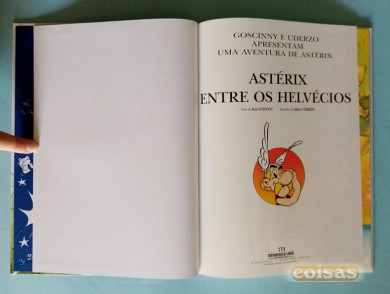 GOSCINNY E UDERZO
APRESENTAM
UMA AVENTURA DE ASTÉRIX
ASTÉRIX
ENTRE OS HELVÉCIOS
coisas